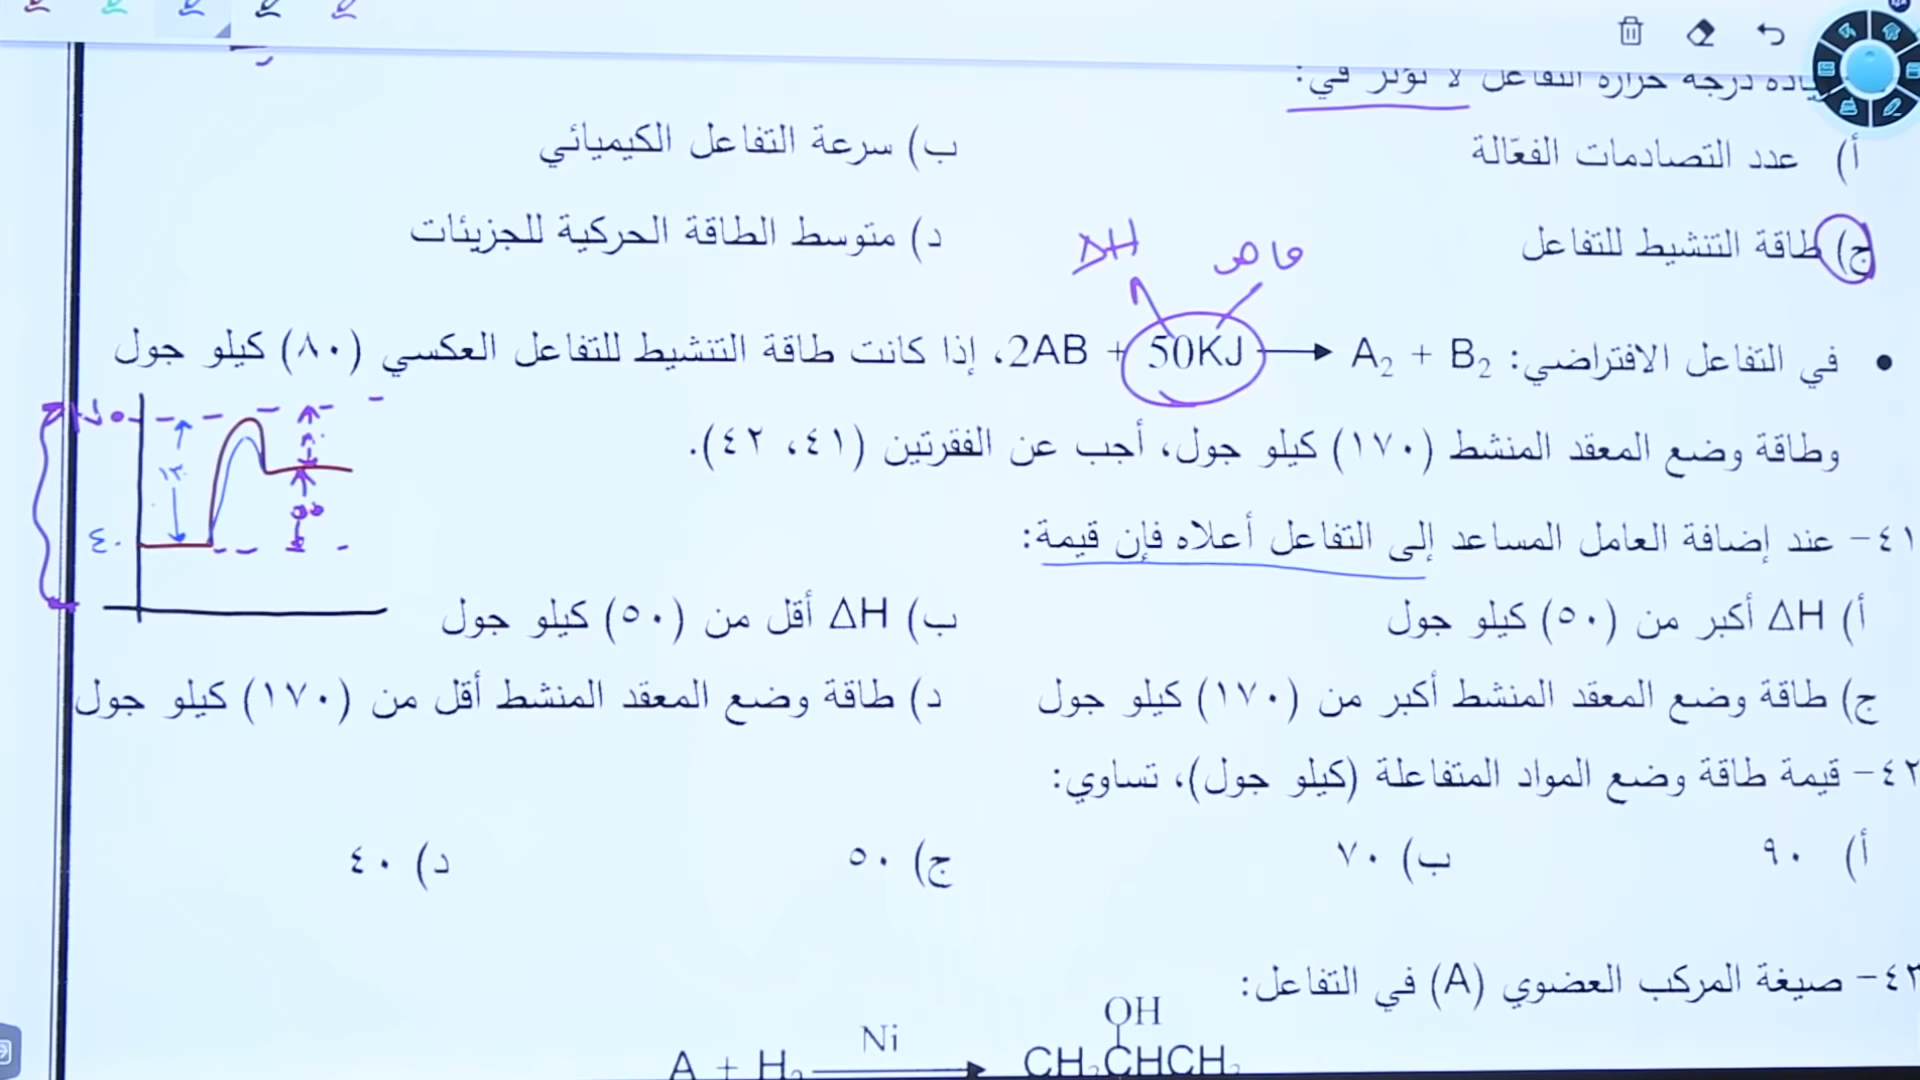 درجة حرارة التفاعل لا تؤثر في:
أ) عدد التصادمات الفعّالة
ب) سرعة التفاعل الكيميائي
ج) طاقة التنشيط للتفاعل
د) متوسط الطاقة الحركية للجزيئات
ΔH
ماص
• في التفاعل الافتراضي: 2AB + 50KJ → A₂ + B₂، إذا كانت طاقة التنشيط للتفاعل العكسي (٨٠) كيلو جول
وطاقة وضع المعقد المنشط (١٧٠) كيلو جول، أجب عن الفقرتين (٤١، ٤٢).
١٣٠
٤٠
٤١- عند إضافة العامل المساعد إلى التفاعل أعلاه فإن قيمة:
أ) ΔH أكبر من (٥٠) كيلو جول
ب) ΔH أقل من (٥٠) كيلو جول
ج) طاقة وضع المعقد المنشط أكبر من (١٧٠) كيلو جول
د) طاقة وضع المعقد المنشط أقل من (١٧٠) كيلو جول
٤٢- قيمة طاقة وضع المواد المتفاعلة (كيلو جول)، تساوي:
أ) ٩٠
ب) ٧٠
ج) ٥٠
د) ٤٠
٤٣- صيغة المركب العضوي (A) في التفاعل:
OH
A + H₂ Ni → CH₃CHCH₃